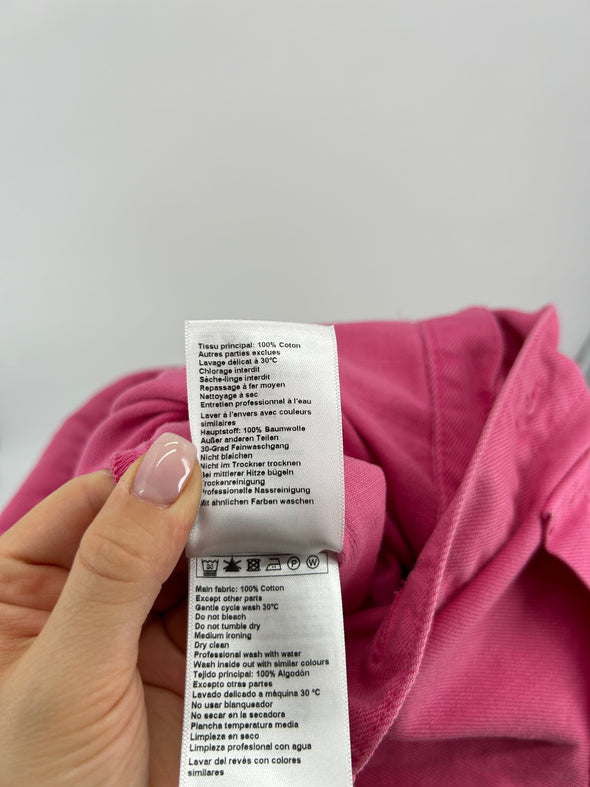 Tissu principal: 100% Coton
Autres parties exclues
Lavage délicat à 30°C
Chlorage interdit
Sèche-linge interdit
Repassage à fer moyen
Nettoyage à sec
Entretien professionnel à l'eau
Laver à l'envers avec couleurs
similaires
Hauptstoff: 100% Baumwolle
Außer anderen Teilen
30-Grad Feinwaschgang
Nicht bleichen
Nicht im Trockner trocknen
Bei mittlerer Hitze bügeln
Trockenreinigung
Professionelle Nassreinigung
Mit ähnlichen Farben waschen
30 P W
Main fabric: 100% Cotton
Except other parts
Gentle cycle wash 30°C
Do not bleach
Do not tumble dry
Medium ironing
Dry clean
Professional wash with water
Wash inside out with similar colours
Tejido principal: 100% Algodón
Excepto otras partes
Lavado delicado a máquina 30 °C
No usar blanqueador
No secar en la secadora
Plancha temperatura media
Limpieza en seco
Limpieza profesional con agua
Lavar del revés con colores
similares